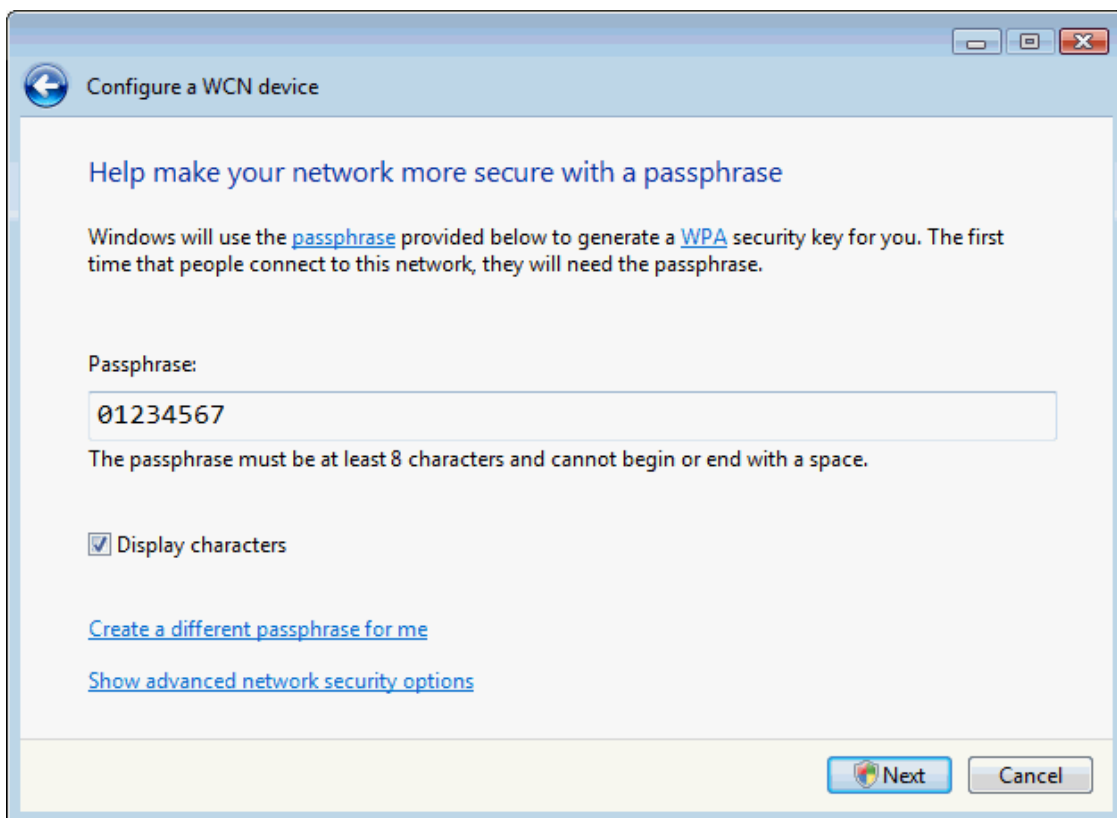 Configure a WCN device
Help make your network more secure with a passphrase
Windows will use the passphrase provided below to generate a WPA security key for you. The first
time that people connect to this network, they will need the passphrase.
Passphrase:
01234567
The passphrase must be at least 8 characters and cannot begin or end with a space.
Display characters
Create a different passphrase for me
Show advanced network security options
Next
Cancel